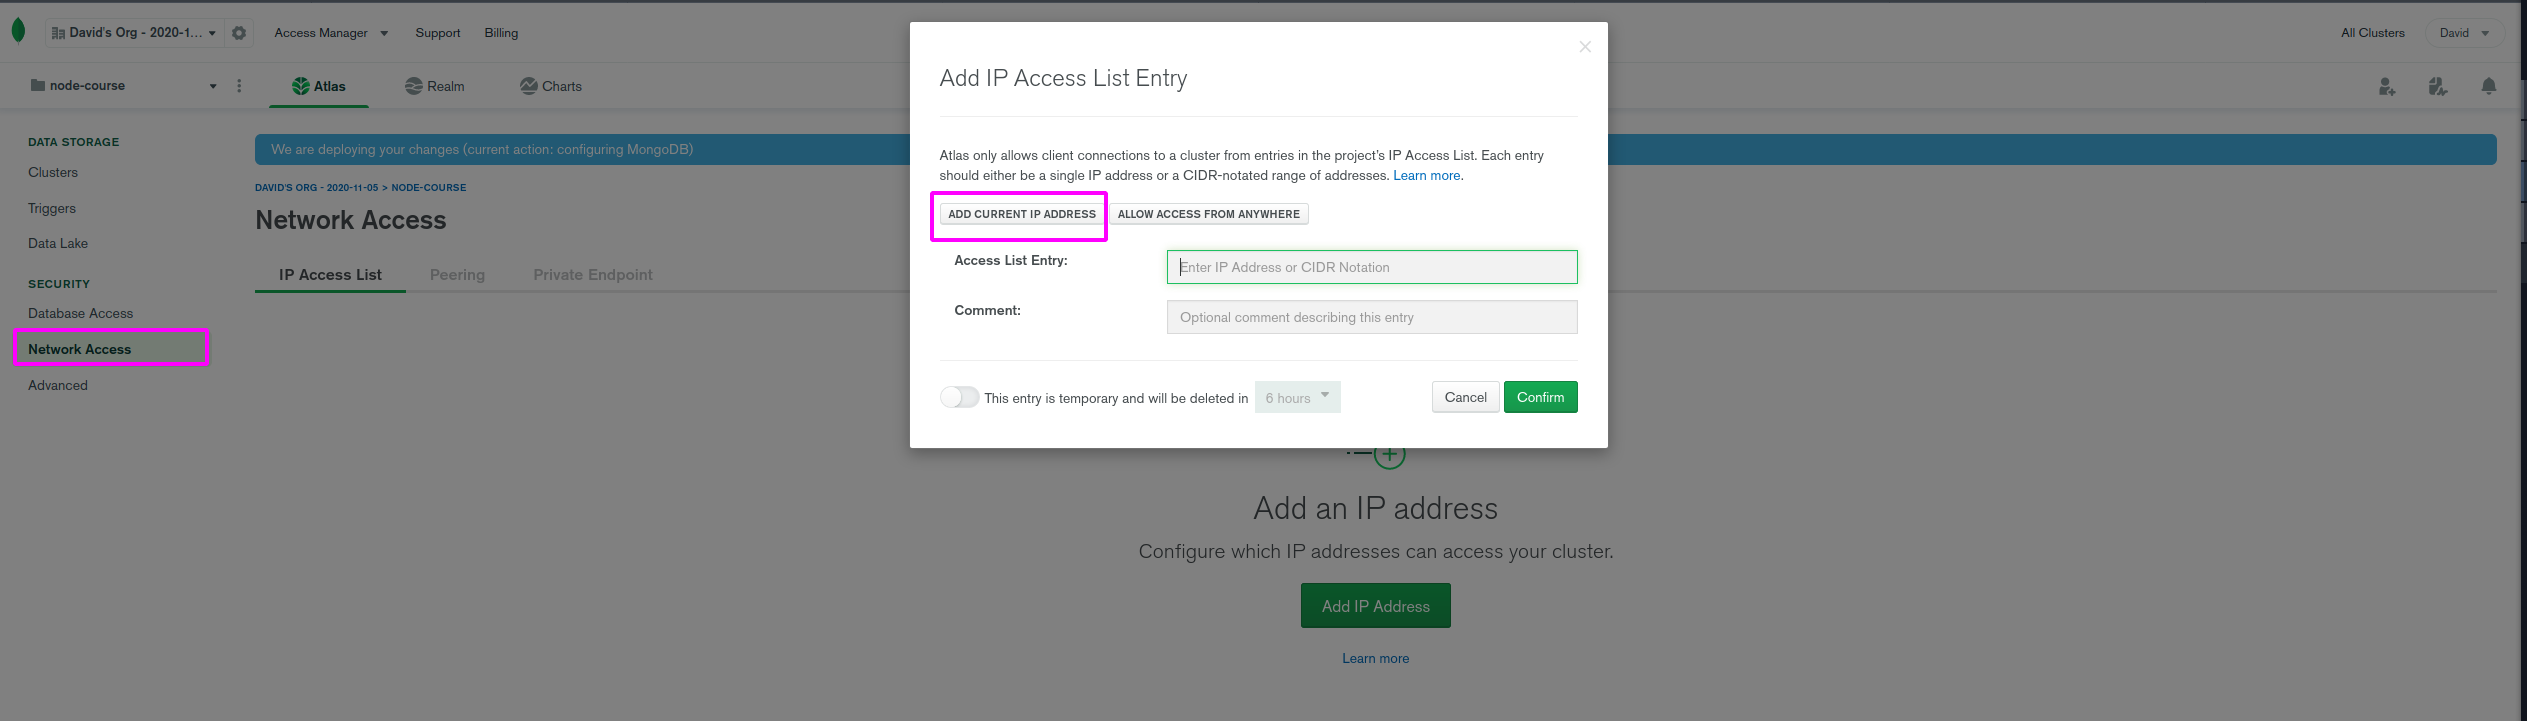 David's Org - 2020-1...
Access Manager
Support
Billing
All Clusters
David
node-course
Atlas
Realm
Charts
DATA STORAGE
Clusters
Triggers
Data Lake
SECURITY
Database Access
Network Access
Advanced
We are deploying your changes (current action: configuring MongoDB)
DAVID'S ORG - 2020-11-05 > NODE-COURSE
Network Access
IP Access List
Peering
Private Endpoint
Add IP Access List Entry
Atlas only allows client connections to a cluster from entries in the project's IP Access List. Each entry
should either be a single IP address or a CIDR-notated range of addresses. Learn more.
ADD CURRENT IP ADDRESS
ALLOW ACCESS FROM ANYWHERE
Access List Entry:
Enter IP Address or CIDR Notation
Comment:
Optional comment describing this entry
This entry is temporary and will be deleted in
6 hours
Cancel
Confirm
Add an IP address
Configure which IP addresses can access your cluster.
Add IP Address
Learn more